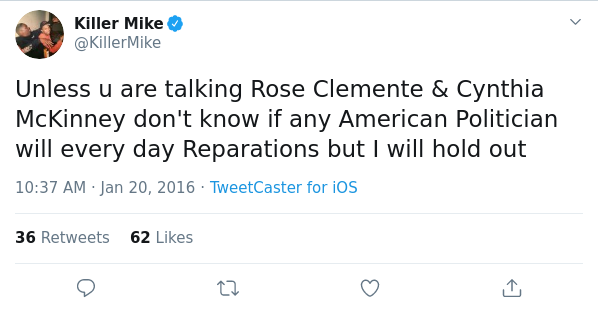 Killer Mike
@KillerMike
Unless u are talking Rose Clemente & Cynthia
McKinney don't know if any American Politician
will every day Reparations but I will hold out
10:37 AM · Jan 20, 2016 · TweetCaster for iOS
36 Retweets 62 Likes